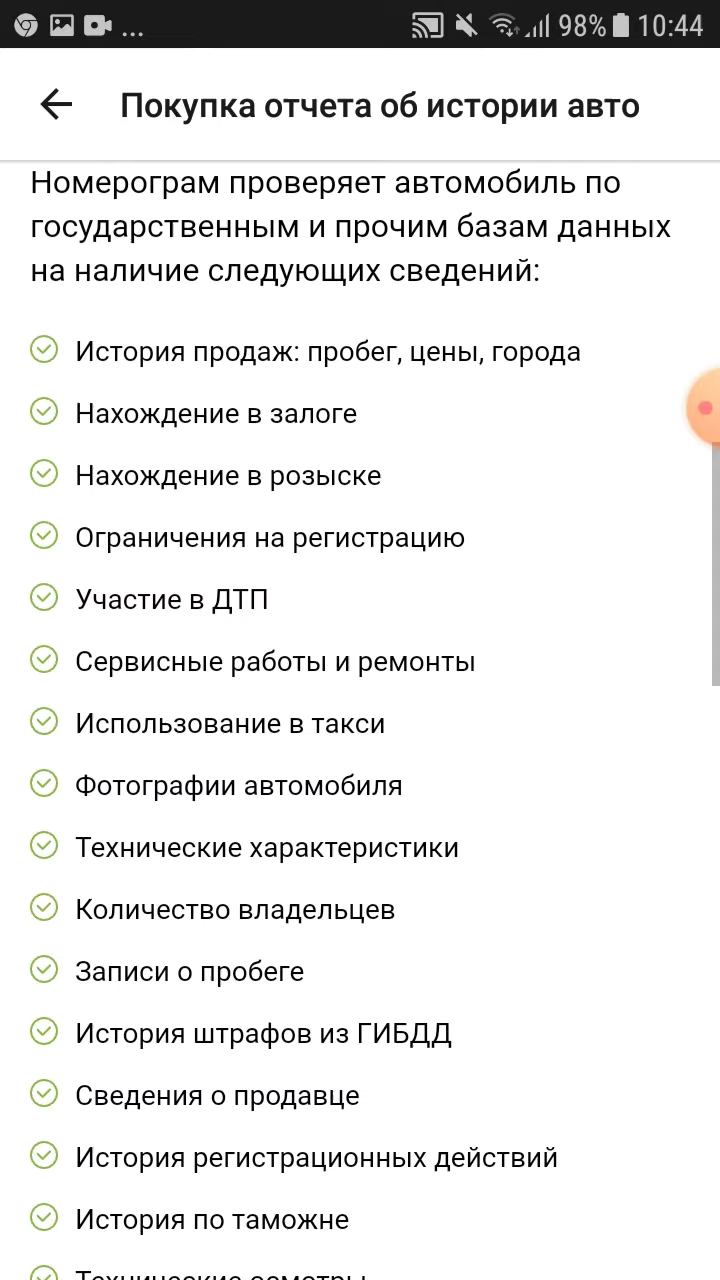 ... 98% 10:44
Покупка отчета об истории авто
Номерограм проверяет автомобиль по
государственным и прочим базам данных
на наличие следующих сведений:
История продаж: пробег, цены, города
Нахождение в залоге
Нахождение в розыске
Ограничения на регистрацию
Участие в ДТП
Сервисные работы и ремонты
Использование в такси
Фотографии автомобиля
Технические характеристики
Количество владельцев
Записи о пробеге
История штрафов из ГИБДД
Сведения о продавце
История регистрационных действий
История по таможне
Технические осмотры